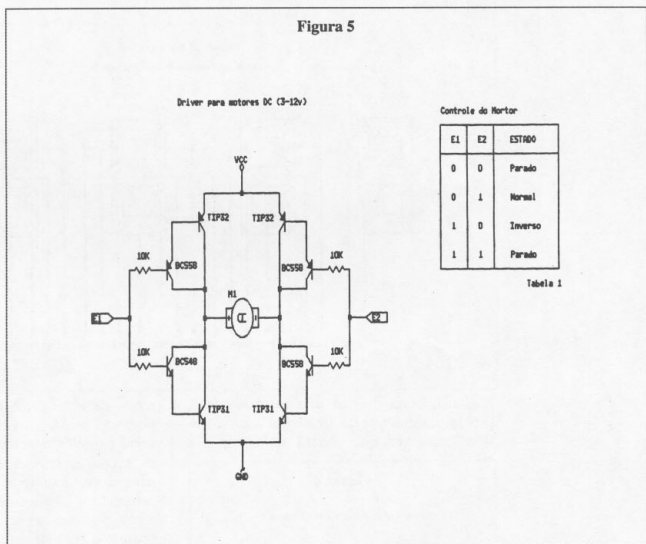 Figura 5
Driver para motores DC (3-12v)
Controle do Mortor
E1 E2 ESTADO
0 0 Parado
0 1 Normal
1 0 Inverso
1 1 Parado
Tabela 1
VCC
TIP32 TIP32
10K 10K
BC558 BC558
M1
CC
E1 E2
10K 10K
BC548 BC558
TIP31 TIP31
GND